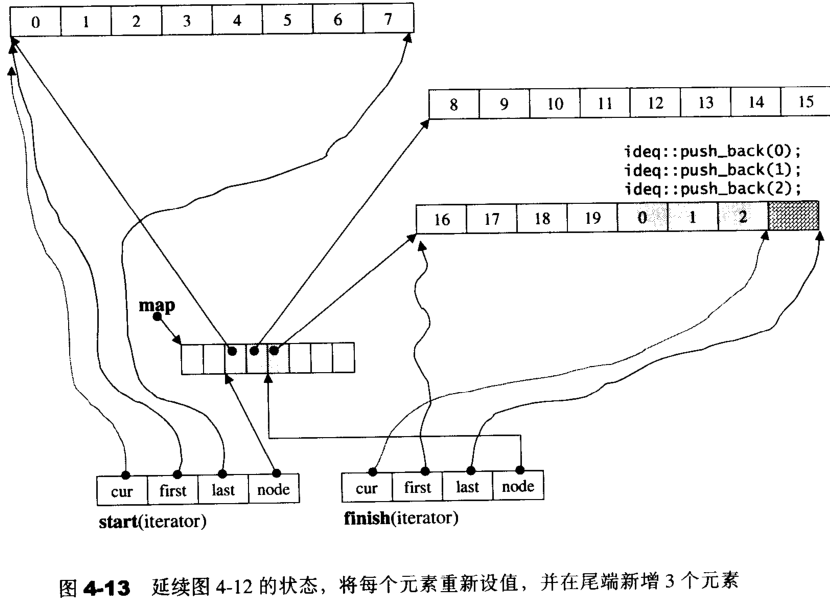 0 1 2 3 4 5 6 7
8 9 10 11 12 13 14 15
ideq::push_back(0);
ideq::push_back(1);
ideq::push_back(2);
16 17 18 19 0 1 2
map
cur first last node
start(iterator)
cur first last node
finish(iterator)
图 4-13 延续图 4-12 的状态，将每个元素重新设值，并在尾端新增 3 个元素